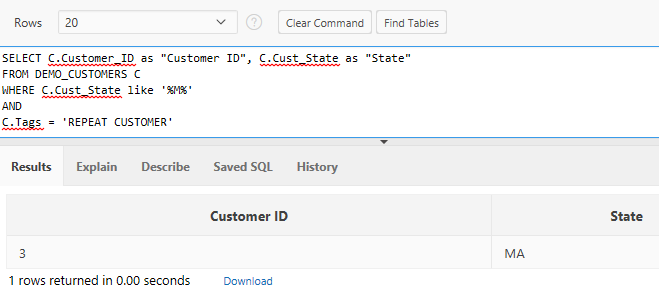 Rows 20 ? Clear Command Find Tables
SELECT C.Customer_ID as "Customer ID", C.Cust_State as "State"
FROM DEMO_CUSTOMERS C
WHERE C.Cust_State like '%M%'
AND
C.Tags = 'REPEAT CUSTOMER'
Results Explain Describe Saved SQL History
Customer ID State
3 MA
1 rows returned in 0.00 seconds Download